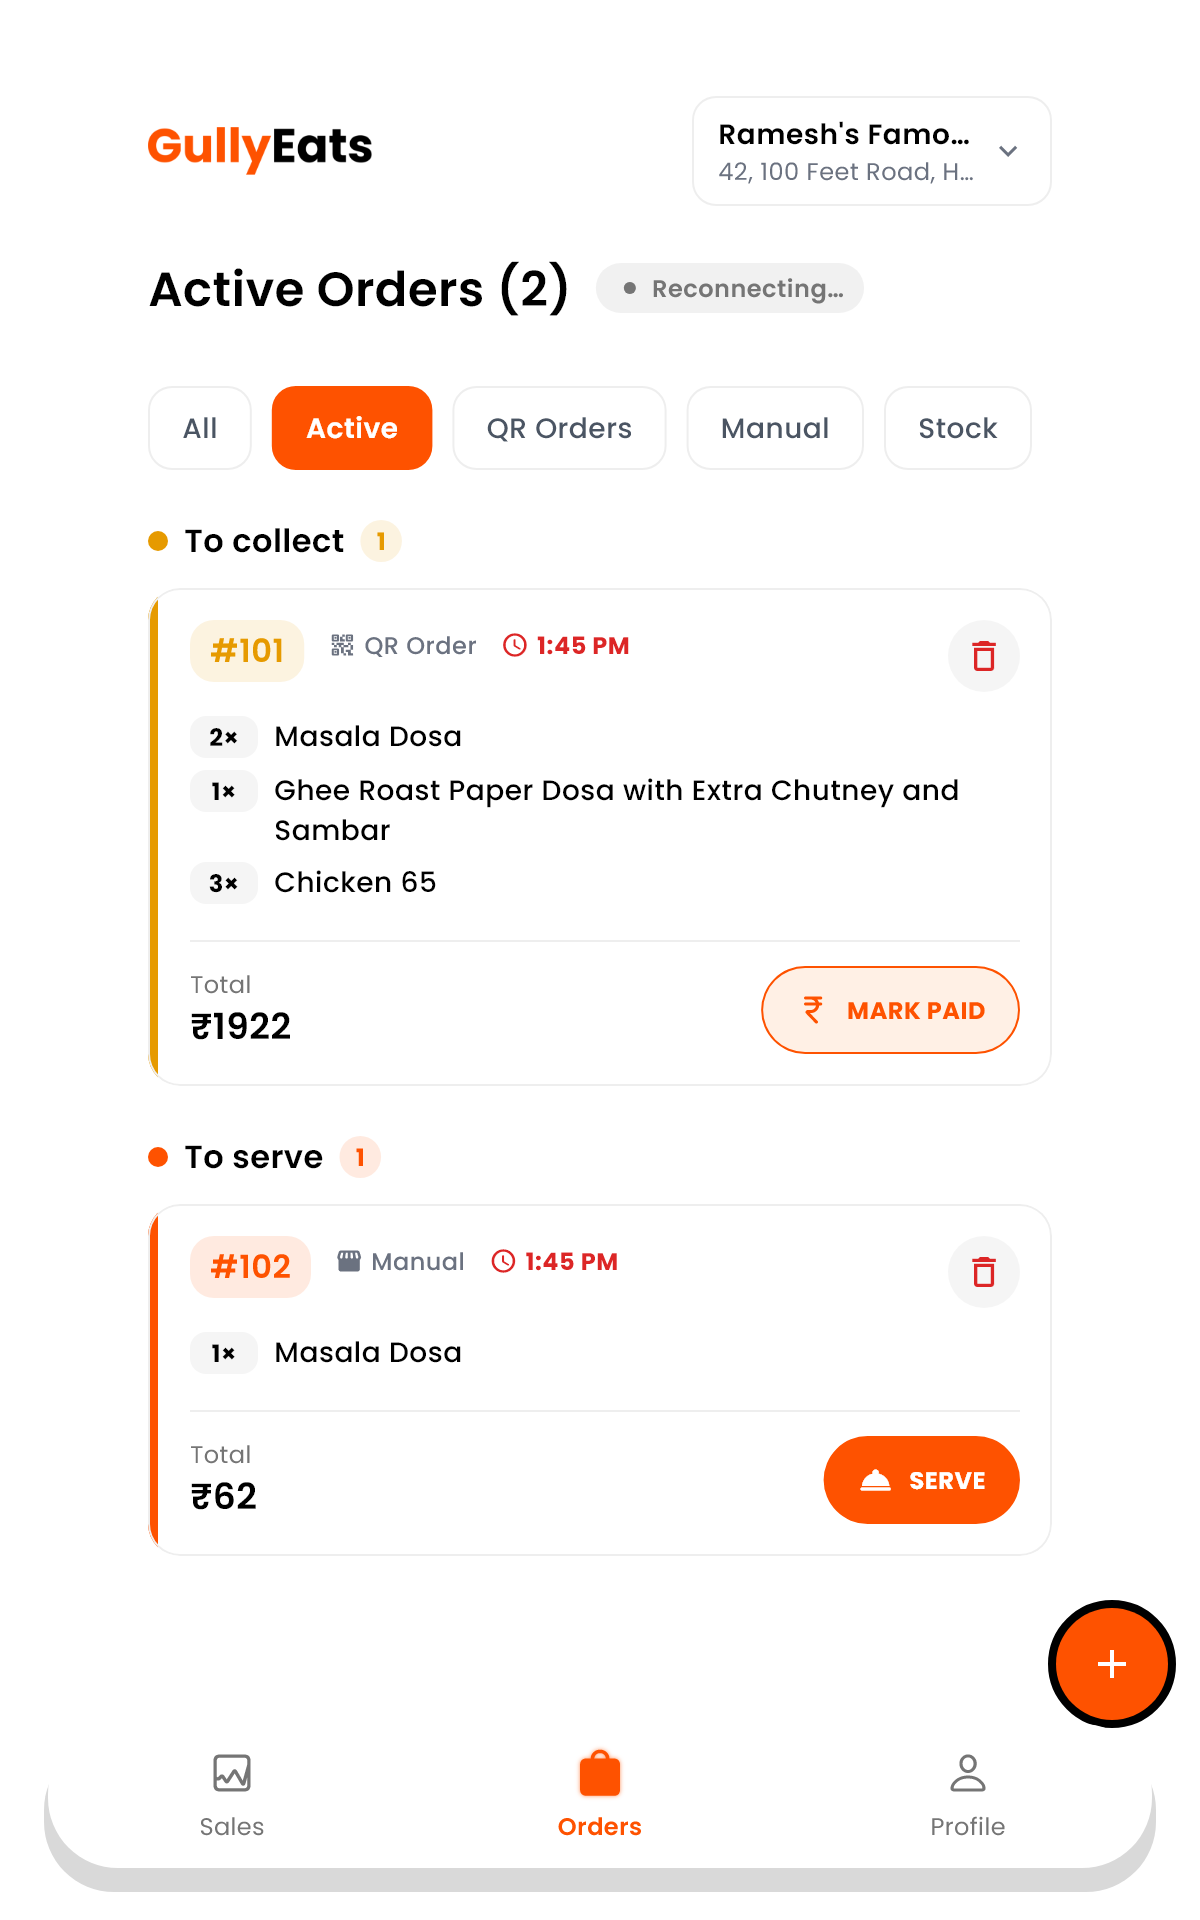 GullyEats
Ramesh's Famo...
42, 100 Feet Road, H...
Active Orders (2)
Reconnecting...
All
Active
QR Orders
Manual
Stock
To collect 1
#101 QR Order 1:45 PM
2× Masala Dosa
1× Ghee Roast Paper Dosa with Extra Chutney and
Sambar
3× Chicken 65
Total
₹1922
₹ MARK PAID
To serve 1
#102 Manual 1:45 PM
1× Masala Dosa
Total
₹62
SERVE
+
Sales
Orders
Profile